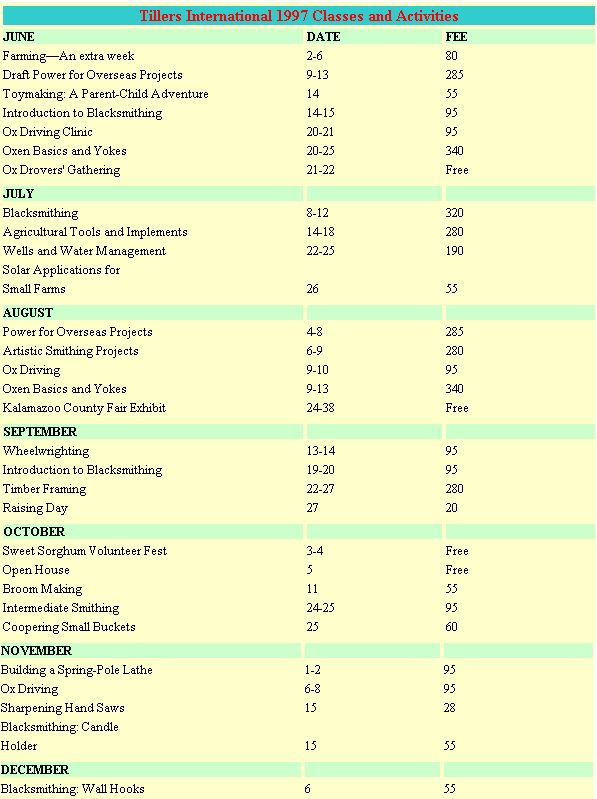 Tillers International 1997 Classes and Activities
JUNE DATE FEE
Farming—An extra week 2-6 80
Draft Power for Overseas Projects 9-13 285
Toymaking: A Parent-Child Adventure 14 55
Introduction to Blacksmithing 14-15 95
Ox Driving Clinic 20-21 95
Oxen Basics and Yokes 20-25 340
Ox Drovers' Gathering 21-22 Free
JULY
Blacksmithing 8-12 320
Agricultural Tools and Implements 14-18 280
Wells and Water Management 22-25 190
Solar Applications for
Small Farms 26 55
AUGUST
Power for Overseas Projects 4-8 285
Artistic Smithing Projects 6-9 280
Ox Driving 9-10 95
Oxen Basics and Yokes 9-13 340
Kalamazoo County Fair Exhibit 24-38 Free
SEPTEMBER
Wheelwrighting 13-14 95
Introduction to Blacksmithing 19-20 95
Timber Framing 22-27 280
Raising Day 27 20
OCTOBER
Sweet Sorghum Volunteer Fest 3-4 Free
Open House 5 Free
Broom Making 11 55
Intermediate Smithing 24-25 95
Coopering Small Buckets 25 60
NOVEMBER
Building a Spring-Pole Lathe 1-2 95
Ox Driving 6-8 95
Sharpening Hand Saws 15 28
Blacksmithing: Candle
Holder 15 55
DECEMBER
Blacksmithing: Wall Hooks 6 55